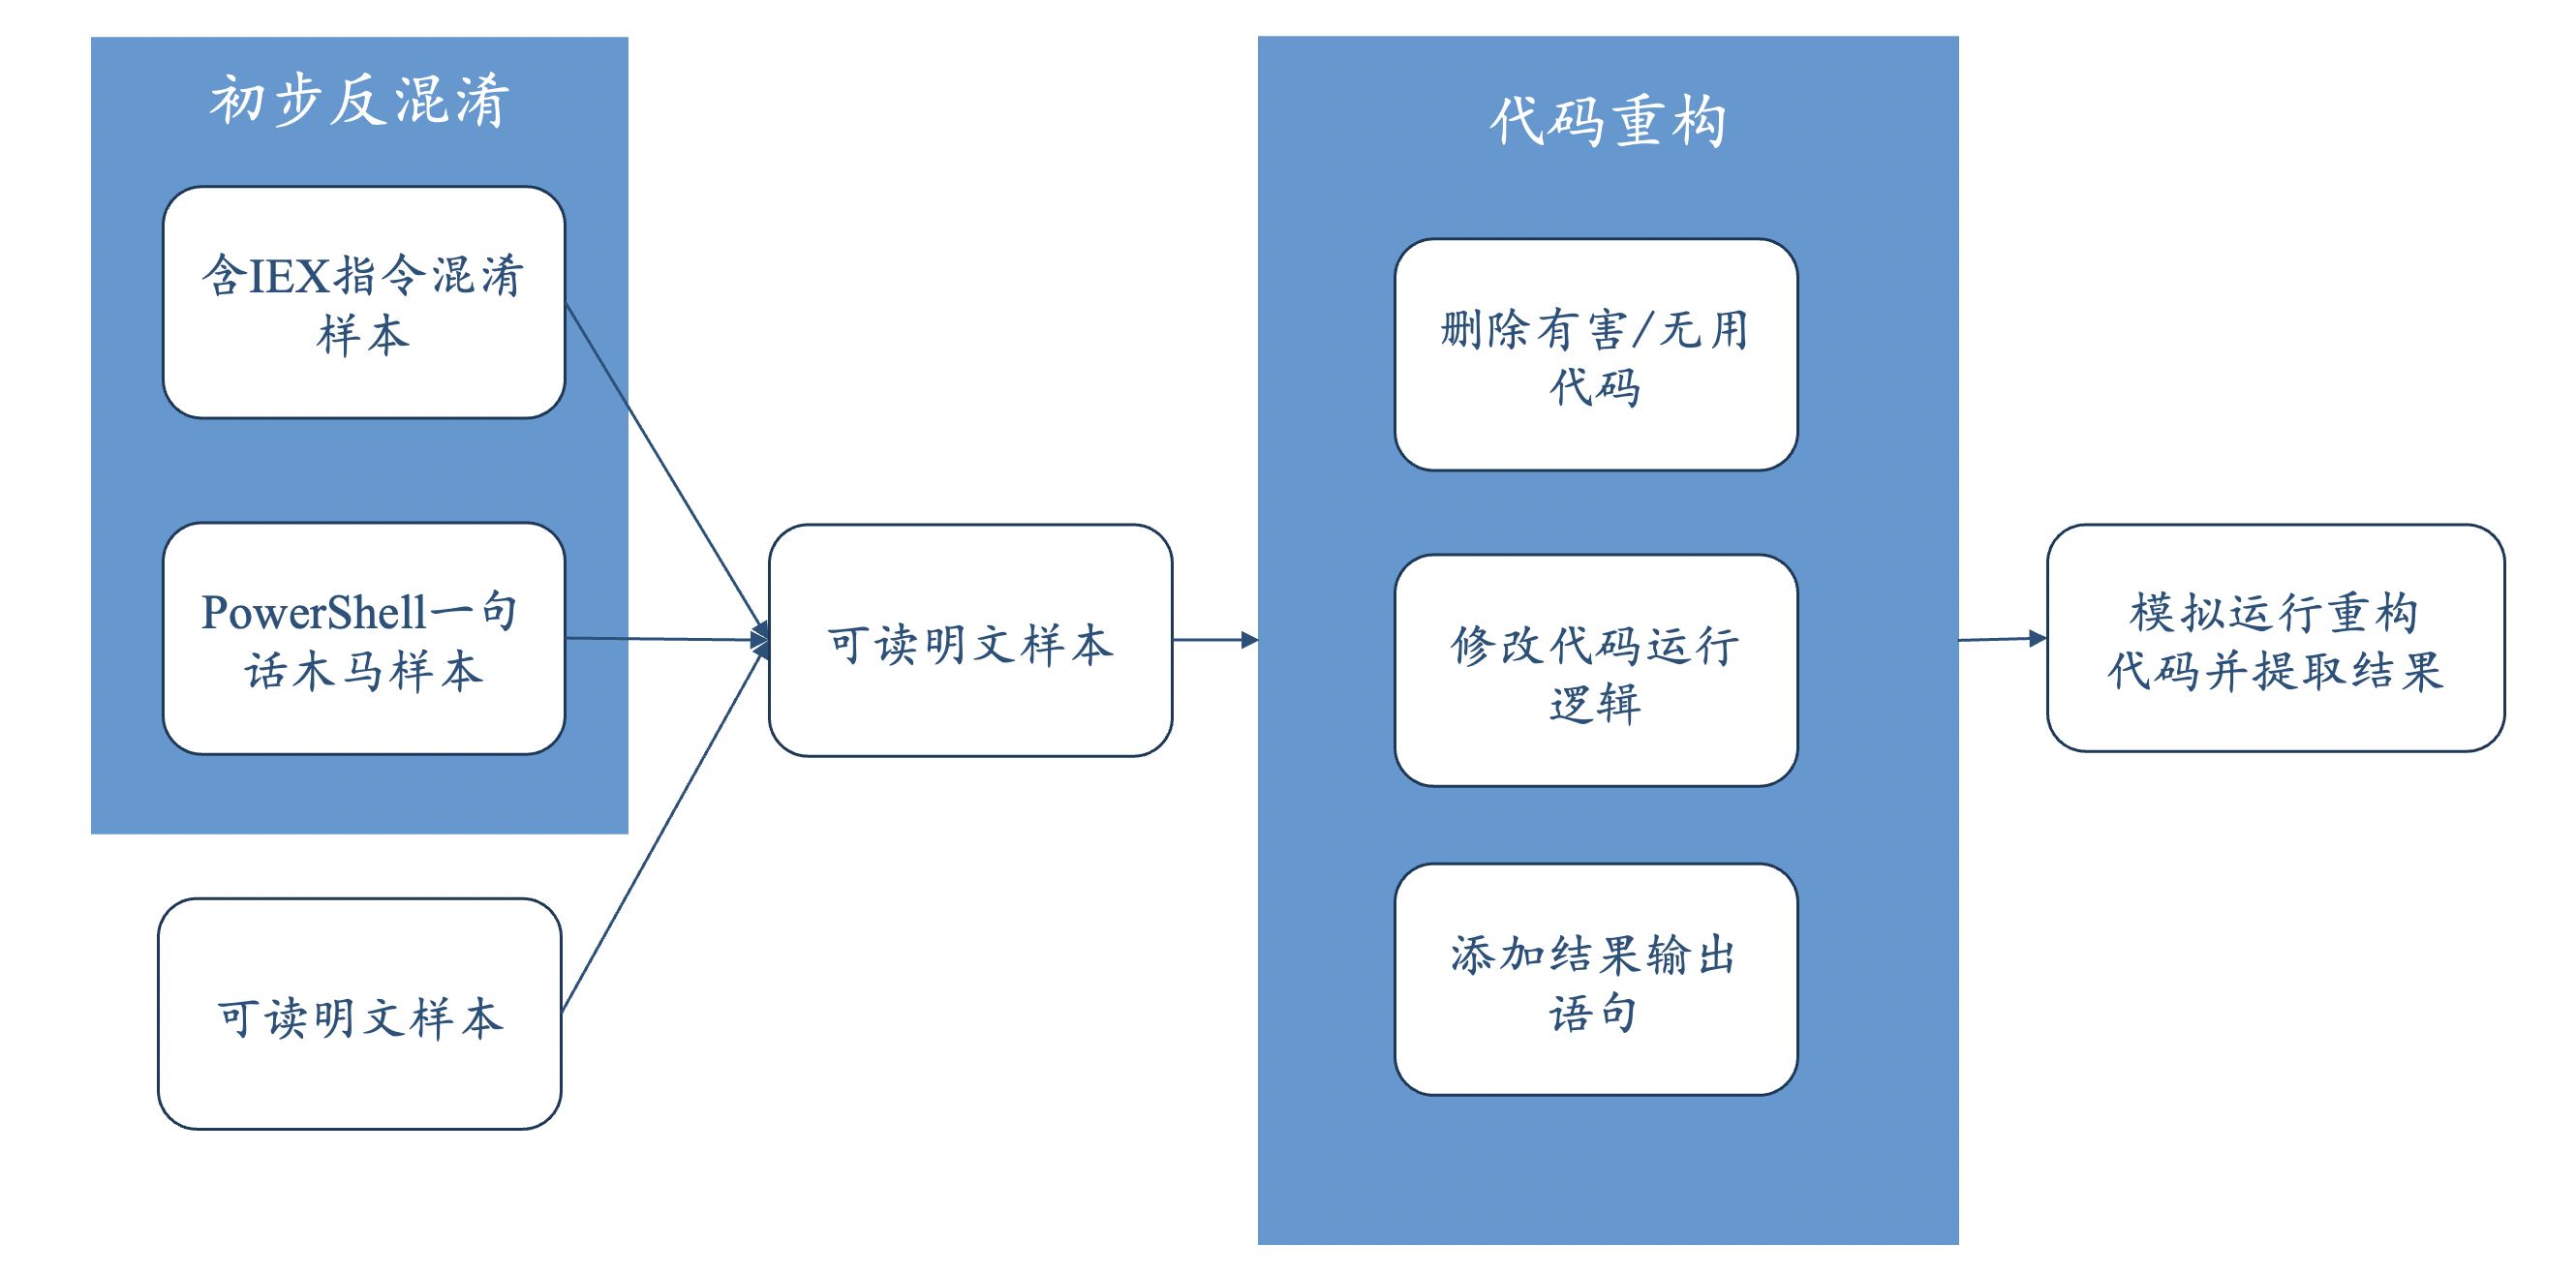 初步反混淆
含IEX指令混淆
样本
PowerShell一句
话木马样本
可读明文样本
可读明文样本
代码重构
删除有害/无用
代码
修改代码运行
逻辑
添加结果输出
语句
模拟运行重构
代码并提取结果